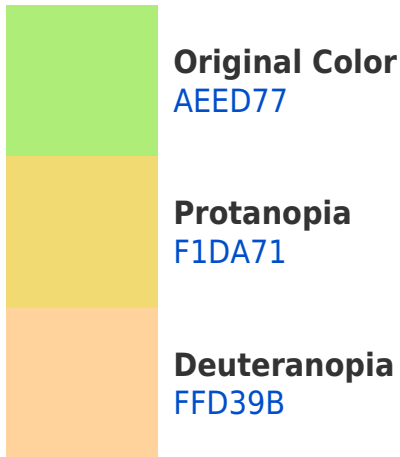 Original Color
AEED77
Protanopia
F1DA71
Deuteranopia
FFD39B